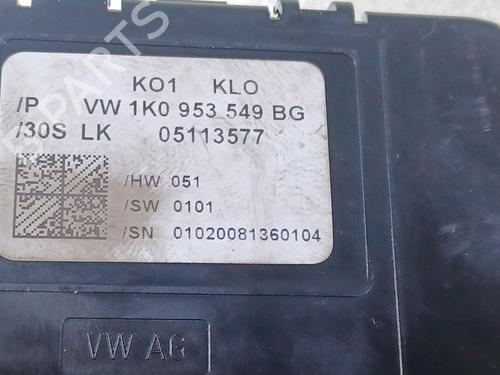 KO1 KLO
/P VW 1K0 953 549 BG
/30S LK 05113577
/HW 051
/SW 0101
/SN 01020081360104
VW AG